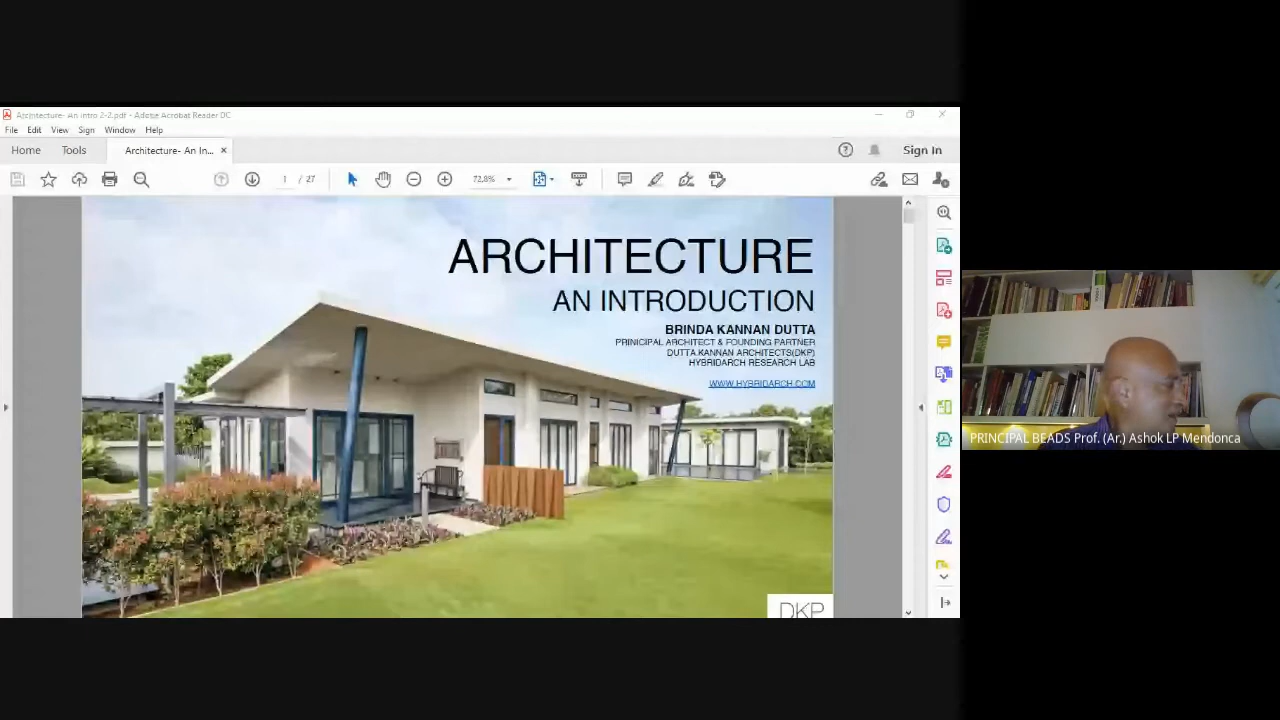 Architecture- An Intro 2-2.pdf - Adobe Acrobat Reader DC
File Edit View Sign Window Help
Home Tools Architecture- An In... × Sign In
1 / 27 72.8%
ARCHITECTURE
AN INTRODUCTION
BRINDA KANNAN DUTTA
PRINICIPAL ARCHITECT & FOUNDING PARTNER
DUTTA KANNAN ARCHITECTS(DKP)
HYBRIDARCH RESEARCH LAB
WWW.HYBRIDARCH.COM
DKP
PRINCIPAL BEADS Prof. (Ar.) Ashok LP Mendonca